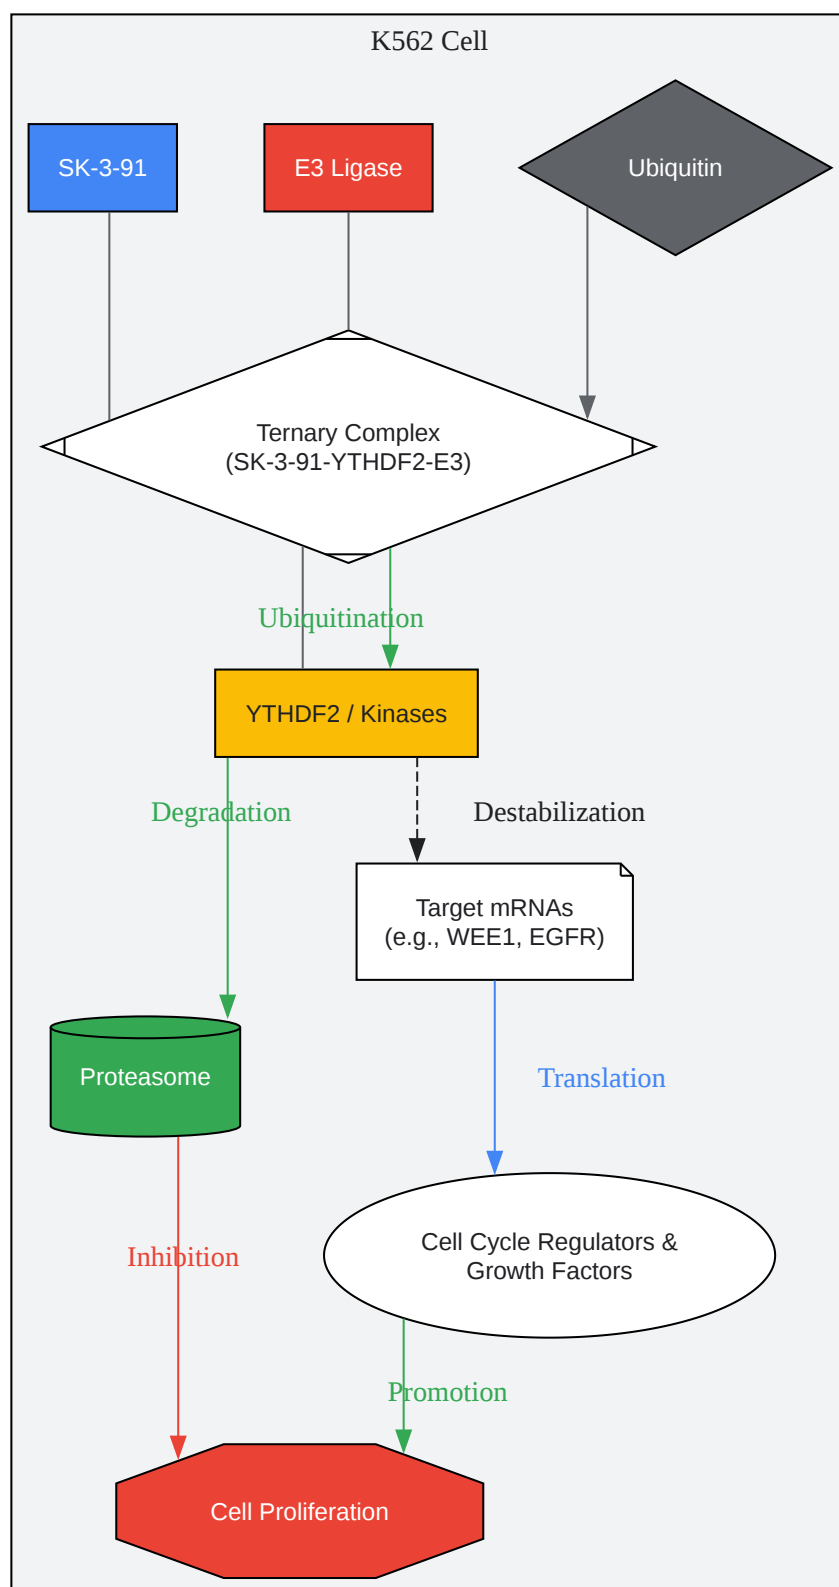 K562 Cell
SK-3-91
E3 Ligase
Ubiquitin
Ternary Complex
(SK-3-91-YTHDF2-E3)
Ubiquitination
YTHDF2 / Kinases
Degradation
Destabilization
Target mRNAs
(e.g., WEE1, EGFR)
Proteasome
Translation
Inhibition
Cell Cycle Regulators &
Growth Factors
Promotion
Cell Proliferation